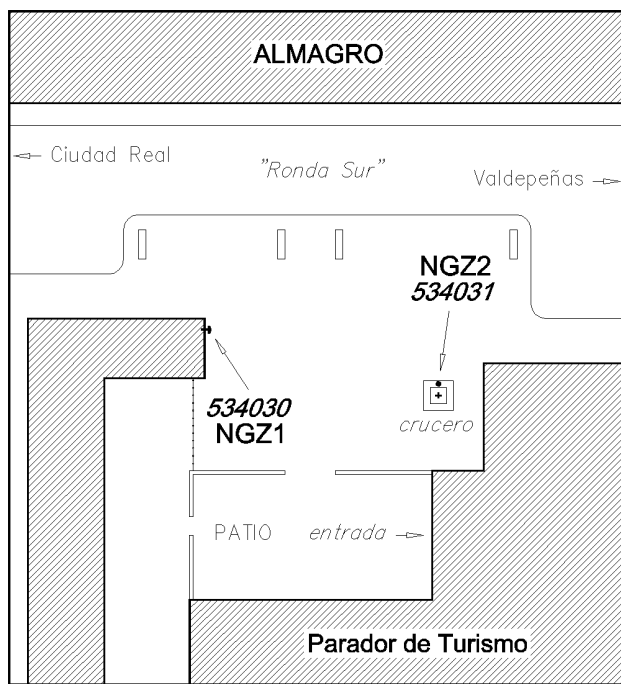 ALMAGRO
← Ciudad Real
"Ronda Sur"
Valdepeñas →
NGZ2
534031
534030
NGZ1
crucero
PATIO entrada →
Parador de Turismo